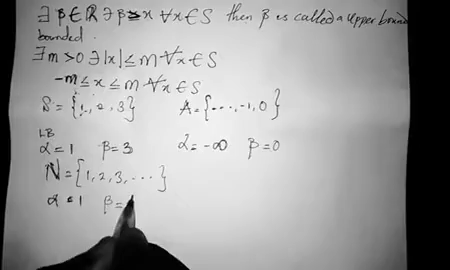 ∃ β ∈ ℝ ∋ β ≥ x ∀ x ∈ S then β is called a upper bound
bounded.
∃ m > 0 ∋ |x| ≤ m ∀ x ∈ S
-m ≤ x ≤ m ∀ x ∈ S
S = {1, 2, 3} A = {..., -1, 0}
LB
α = 1 β = 3 α = -∞ β = 0
N = {1, 2, 3, ...}
α = 1 β =